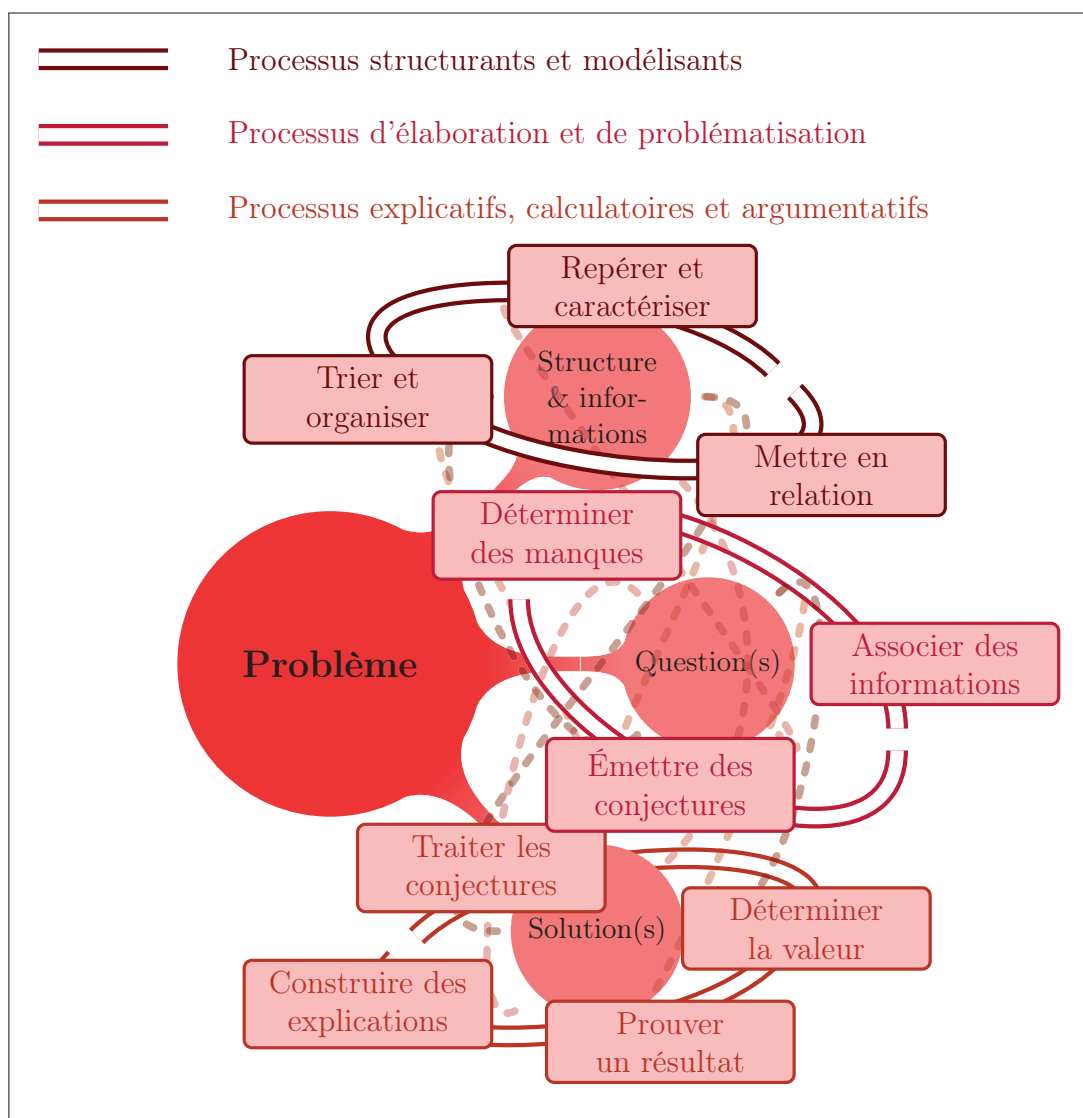 Processus structurants et modélisants
Processus d'élaboration et de problématisation
Processus explicatifs, calculatoires et argumentatifs
Repérer et
caractériser
Structure
& infor-
mations
Trier et
organiser
Mettre en
relation
Déterminer
des manques
Problème
Question(s)
Associer des
informations
Émettre des
conjectures
Traiter les
conjectures
Solution(s)
Déterminer
la valeur
Construire des
explications
Prouver
un résultat